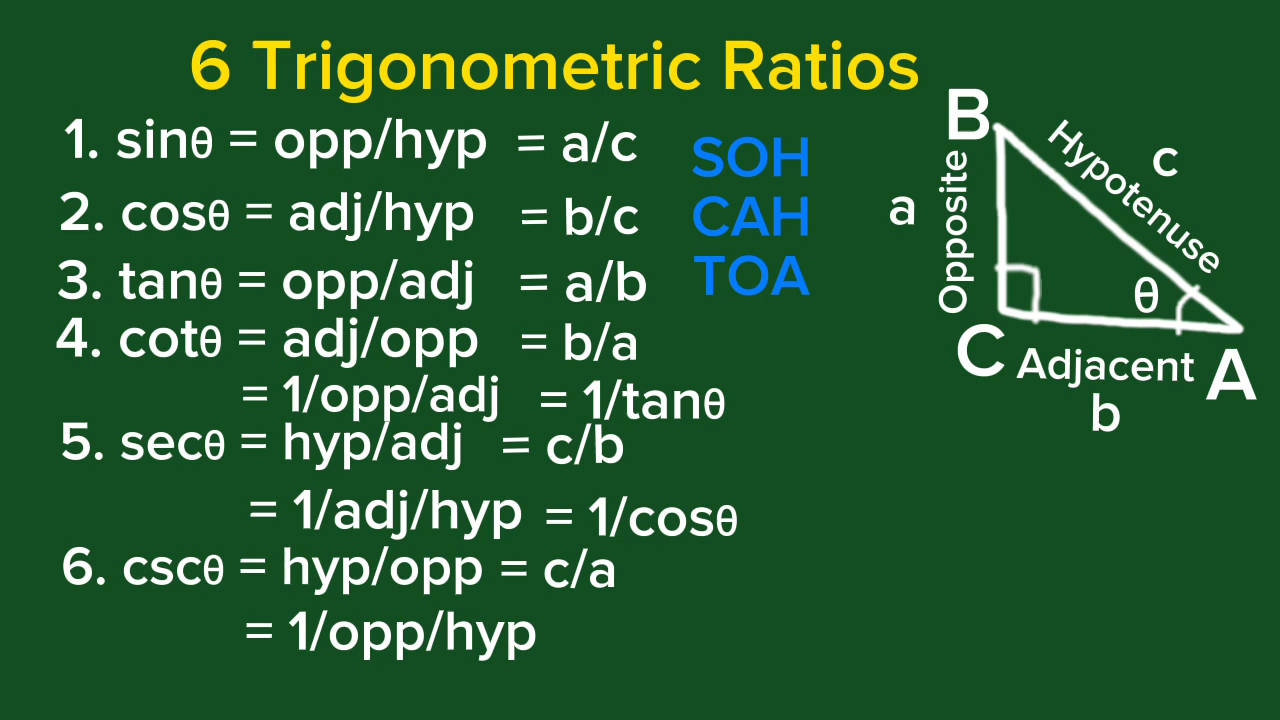 6 Trigonometric Ratios
1. sinθ = opp/hyp = a/c
2. cosθ = adj/hyp = b/c
3. tanθ = opp/adj = a/b
4. cotθ = adj/opp = b/a
= 1/opp/adj = 1/tanθ
5. secθ = hyp/adj = c/b
= 1/adj/hyp = 1/cosθ
6. cscθ = hyp/opp = c/a
= 1/opp/hyp
SOH
CAH
TOA
B
Hypotenuse
c
Opposite
a
θ
C
Adjacent
A
b